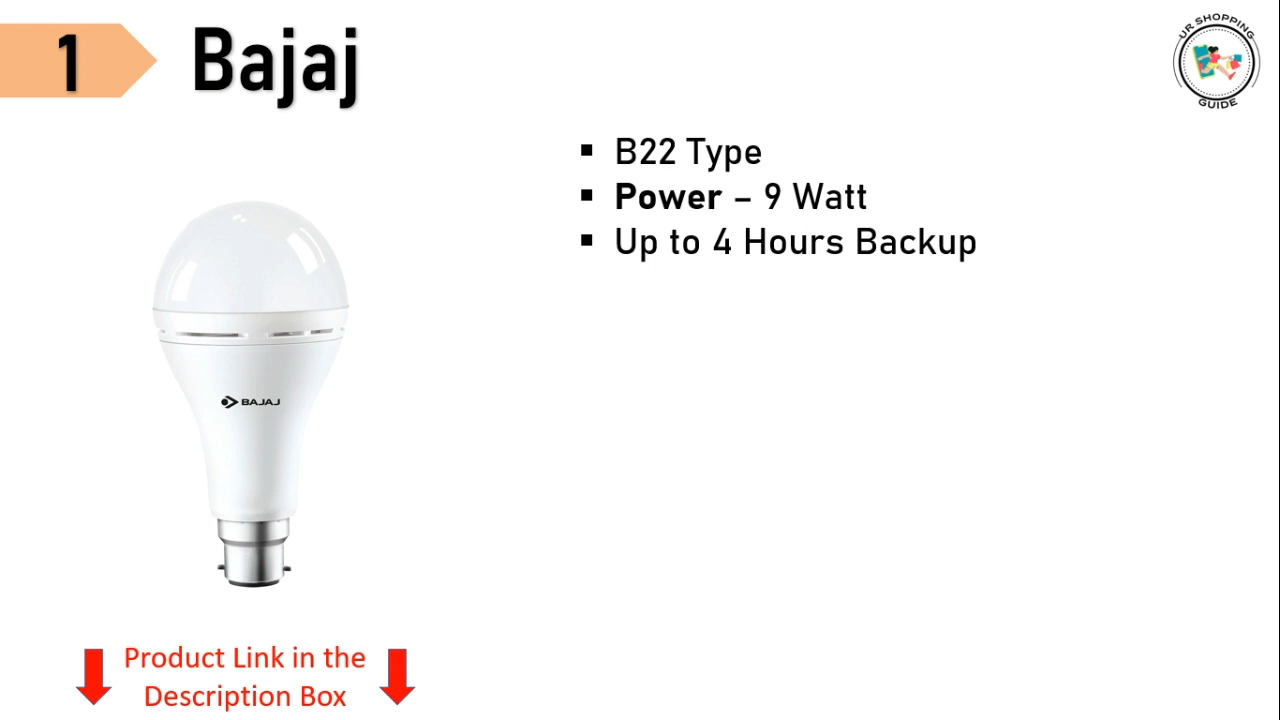 1
Bajaj
UR SHOPPING
GUIDE
B22 Type
Power – 9 Watt
Up to 4 Hours Backup
BAJAJ
Product Link in the
Description Box